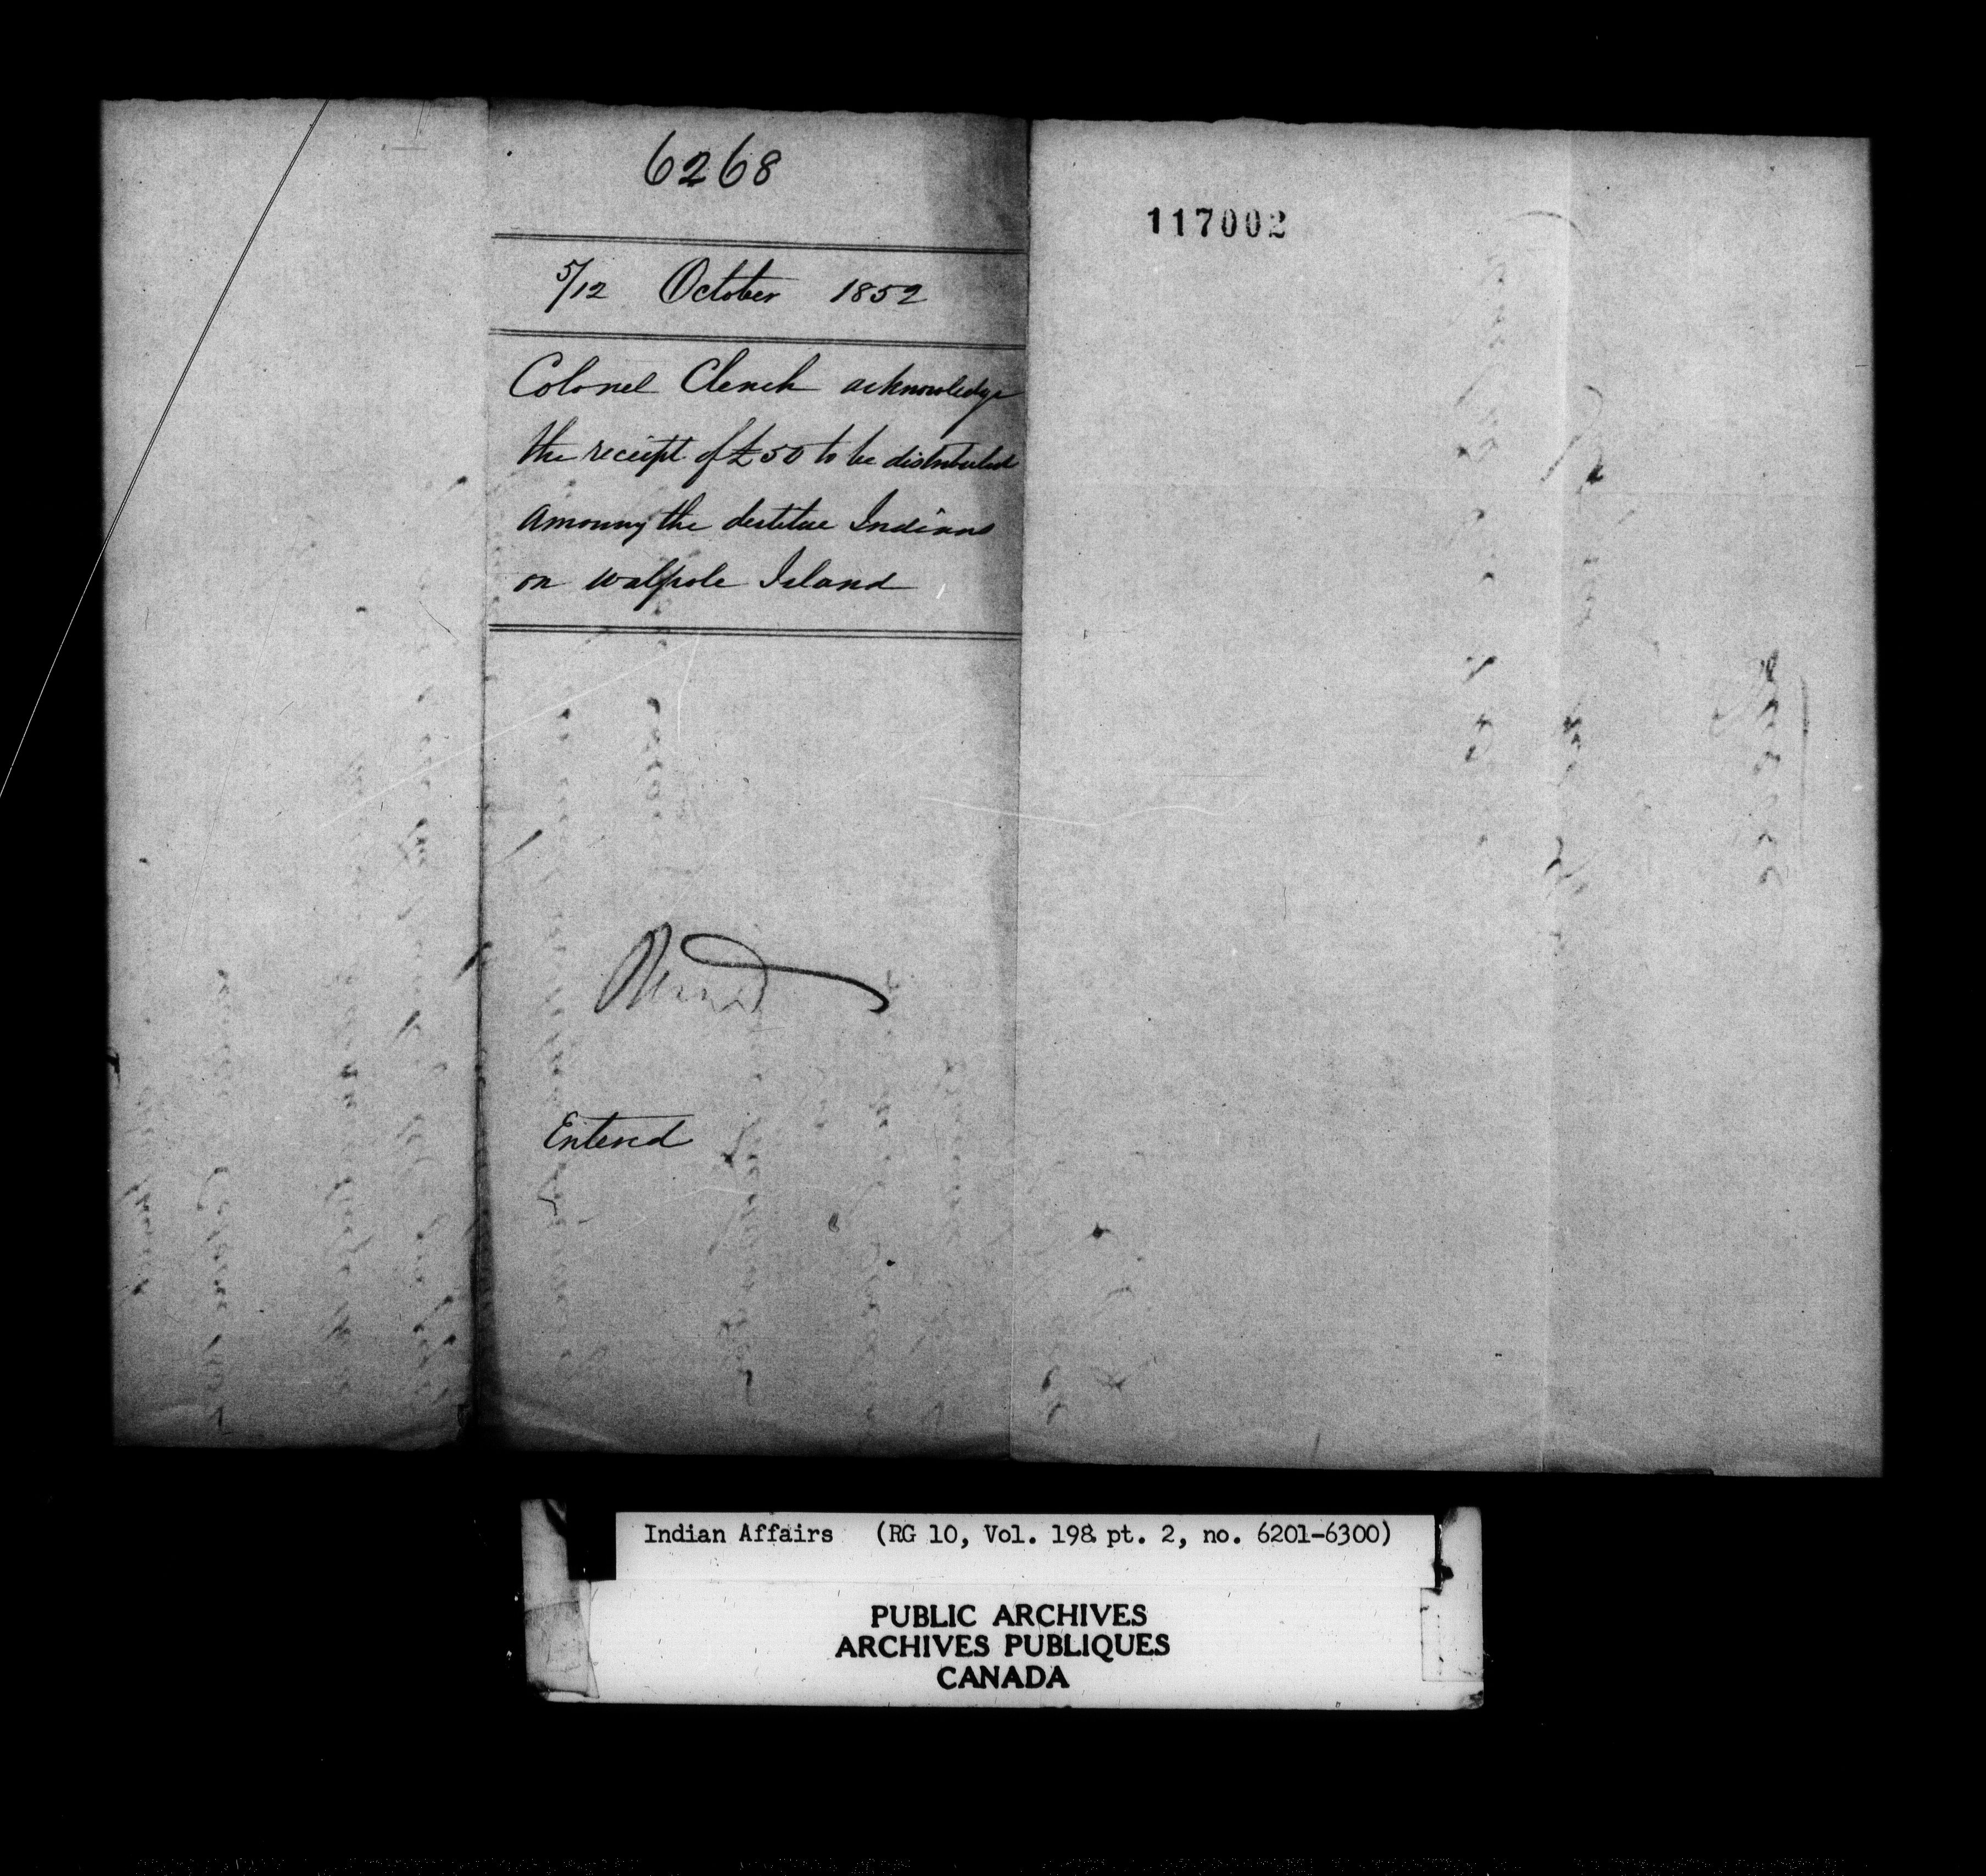 6268
5/12 October 1852
Colonel Clench acknowledge
the receipt of £50 to be distributed
amoung the destitue Indians
on walpole Island
Entered
117002
Indian Affairs (RG 10, Vol. 198 pt. 2, no. 6201-6300)
PUBLIC ARCHIVES
ARCHIVES PUBLIQUES
CANADA